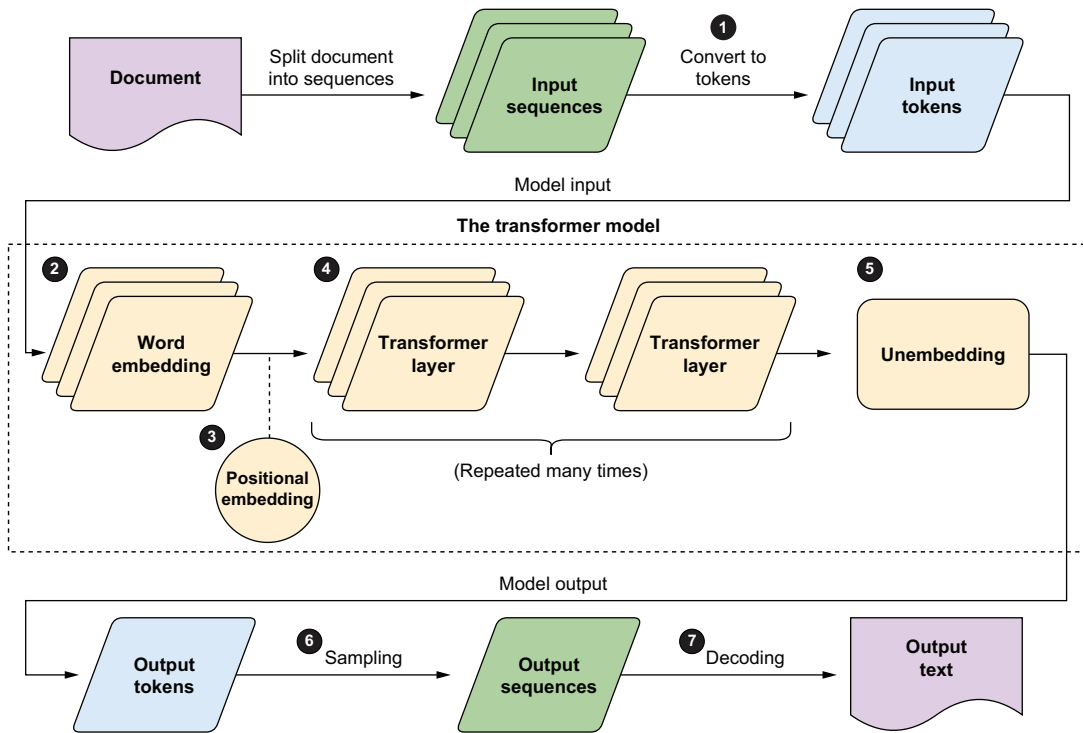 1
Document
Split document
into sequences
Input
sequences
Convert to
tokens
Input
tokens
Model input
The transformer model
2
Word
embedding
3
Positional
embedding
4
Transformer
layer
Transformer
layer
(Repeated many times)
5
Unembedding
Model output
Output
tokens
6
Sampling
Output
sequences
7
Decoding
Output
text